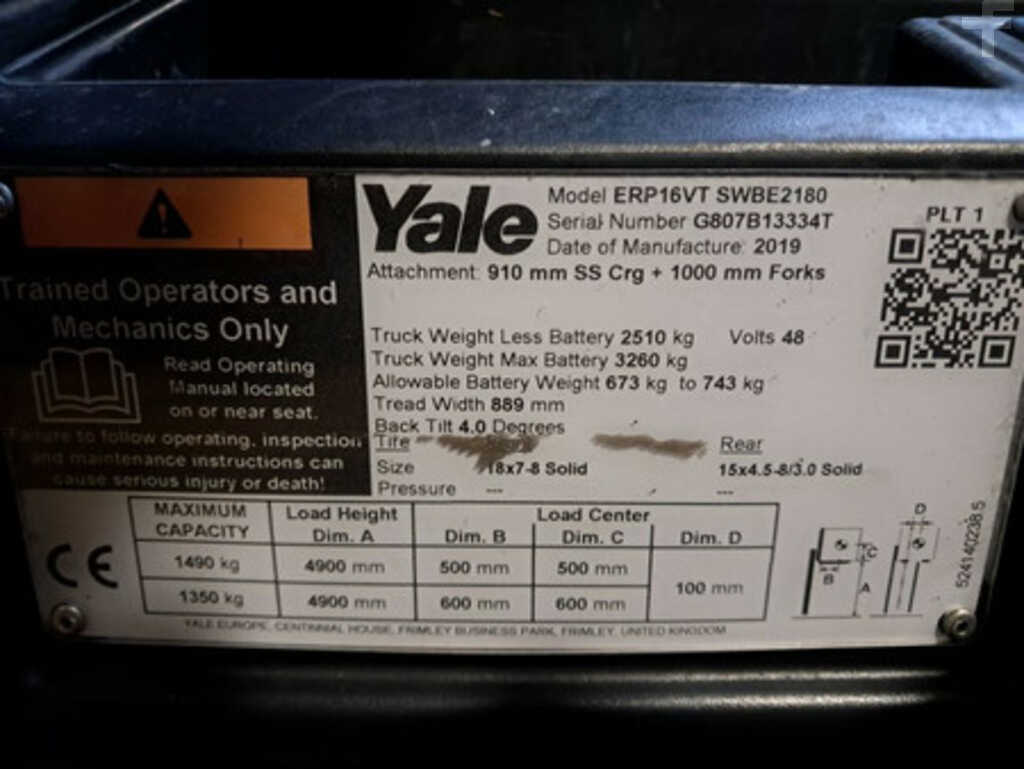 Trained Operators and
Mechanics Only
Read Operating
Manual located
on or near seat.
Failure to follow operating, inspection
and maintenance instructions can
cause serious injury or death!
Yale
Model ERP16VT SWBE2180
Serial Number G807B13334T
Date of Manufacture 2019
Attachment: 910 mm SS Crg + 1000 mm Forks
PLT 1
Truck Weight Less Battery 2510 kg Volts 48
Truck Weight Max Battery 3260 kg
Allowable Battery Weight 673 kg to 743 kg
Tread Width 889 mm
Back Tilt 4.0 Degrees
Tire Rear
Size 18x7-8 Solid 15x4.5-8/3.0 Solid
Pressure --- ---
MAXIMUM CAPACITY Load Height Load Center
Dim. A Dim. B Dim. C Dim. D
1490 kg 4900 mm 500 mm 500 mm 100 mm
1350 kg 4900 mm 600 mm 600 mm
CE
B A C D
524140238.5
YALE EUROPE, CENTINNIAL HOUSE, FRIMLEY BUSINESS PARK, FRIMLEY, UNITED KINGDOM